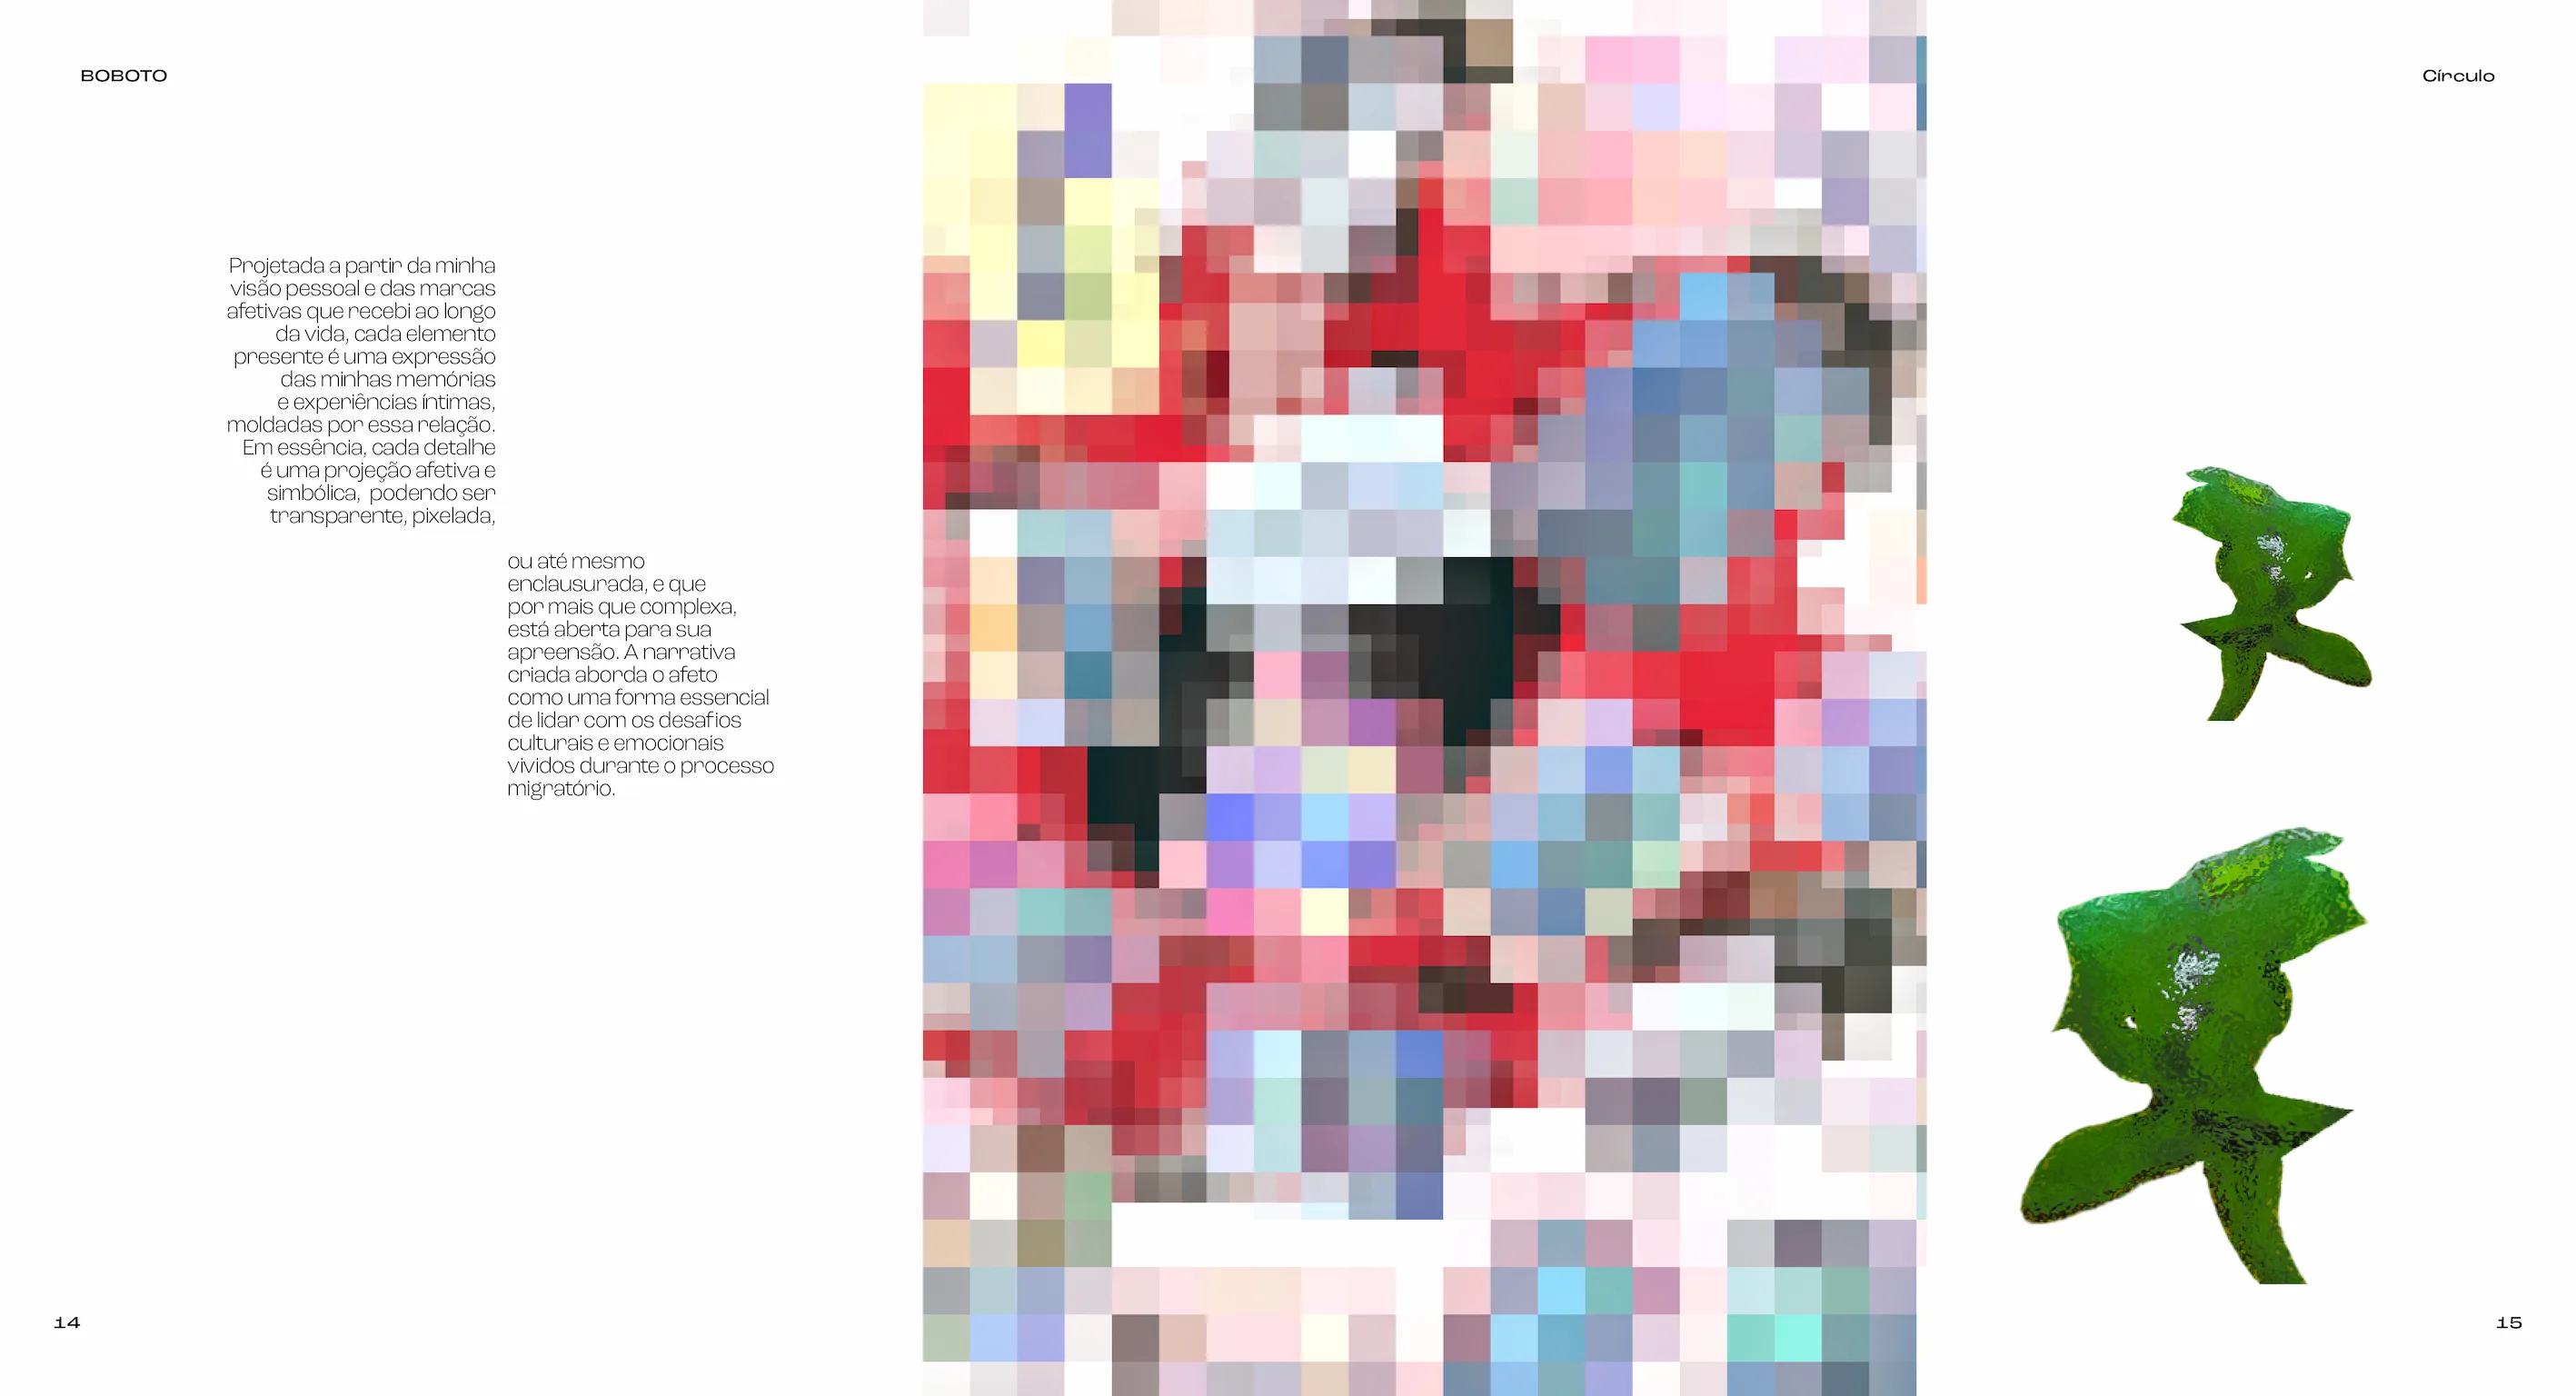 BOBOTO
Círculo
Projetada a partir da minha
visão pessoal e das marcas
afetivas que recebi ao longo
da vida, cada elemento
presente é uma expressão
das minhas memórias
e experiências íntimas,
moldadas por essa relação.
Em essência, cada detalhe
é uma projeção afetiva e
simbólica,  podendo ser
transparente, pixelada,
ou até mesmo
enclausurada, e que
por mais que complexa,
está aberta para sua
apreensão. A narrativa
criada aborda o afeto
como uma forma essencial
de lidar com os desafios
culturais e emocionais
vividos durante o processo
migratório.
14
15